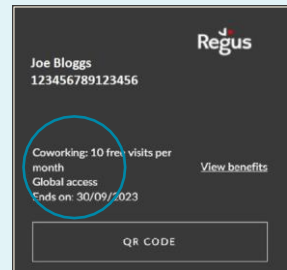 Regus
Joe Bloggs
123456789123456
Coworking: 10 free visits per
month
View benefits
Global access
Ends on: 30/09/2023
QR CODE